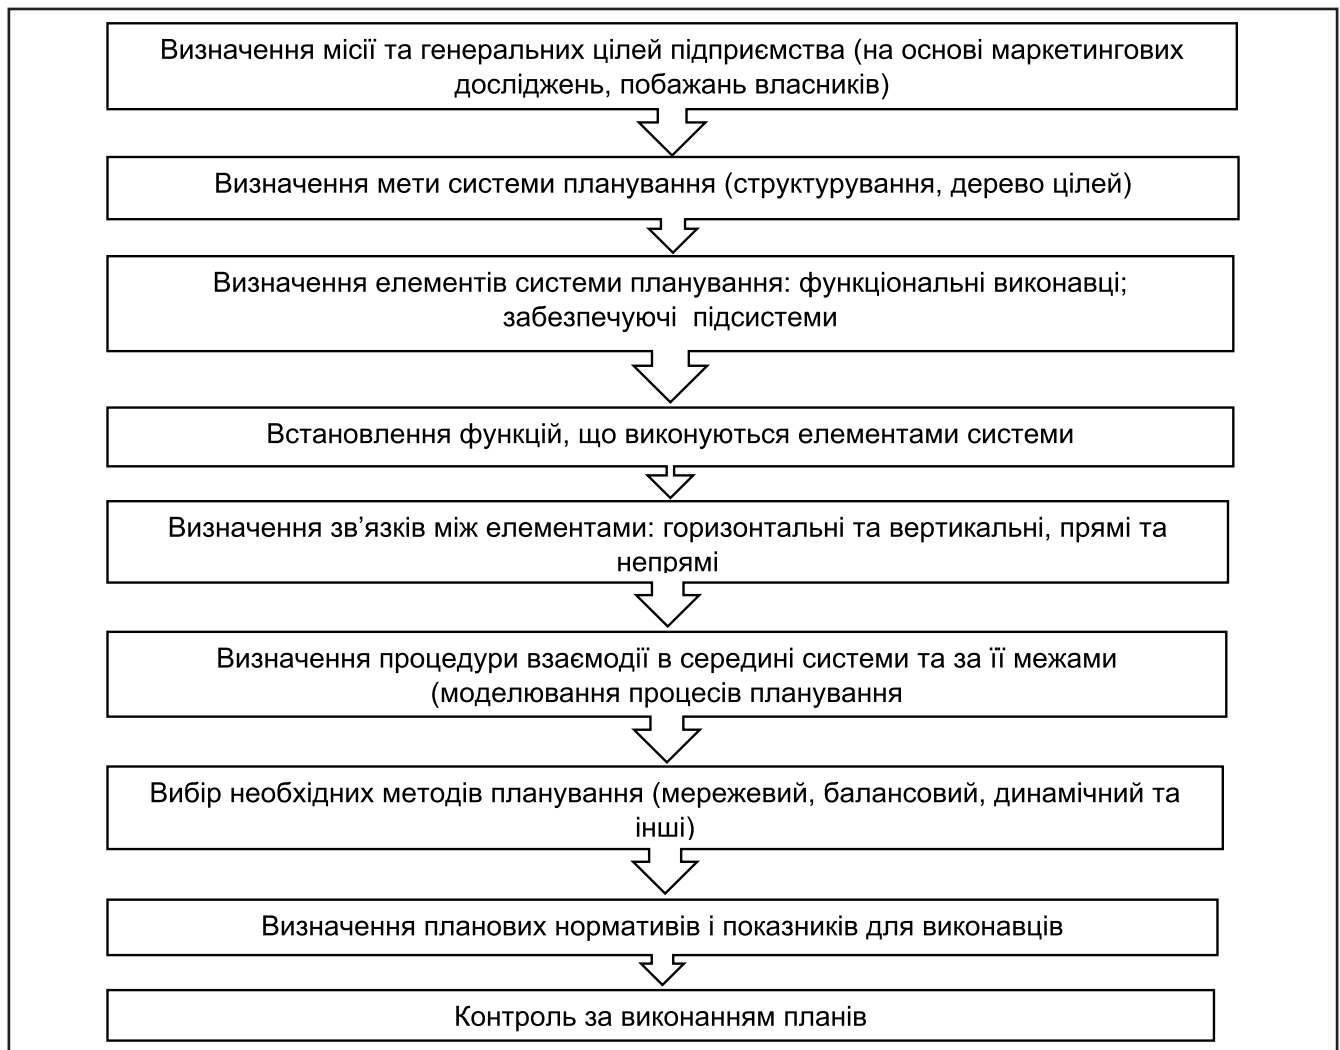 Визначення місії та генеральних цілей підприємства (на основі маркетингових
досліджень, побажань власників)
Визначення мети системи планування (структурування, дерево цілей)
Визначення елементів системи планування: функціональні виконавці;
забезпечуючі  підсистеми
Встановлення функцій, що виконуються елементами системи
Визначення зв’язків між елементами: горизонтальні та вертикальні, прямі та
непрямі
Визначення процедури взаємодії в середині системи та за її межами
(моделювання процесів планування
Вибір необхідних методів планування (мережевий, балансовий, динамічний та
інші)
Визначення планових нормативів і показників для виконавців
Контроль за виконанням планів